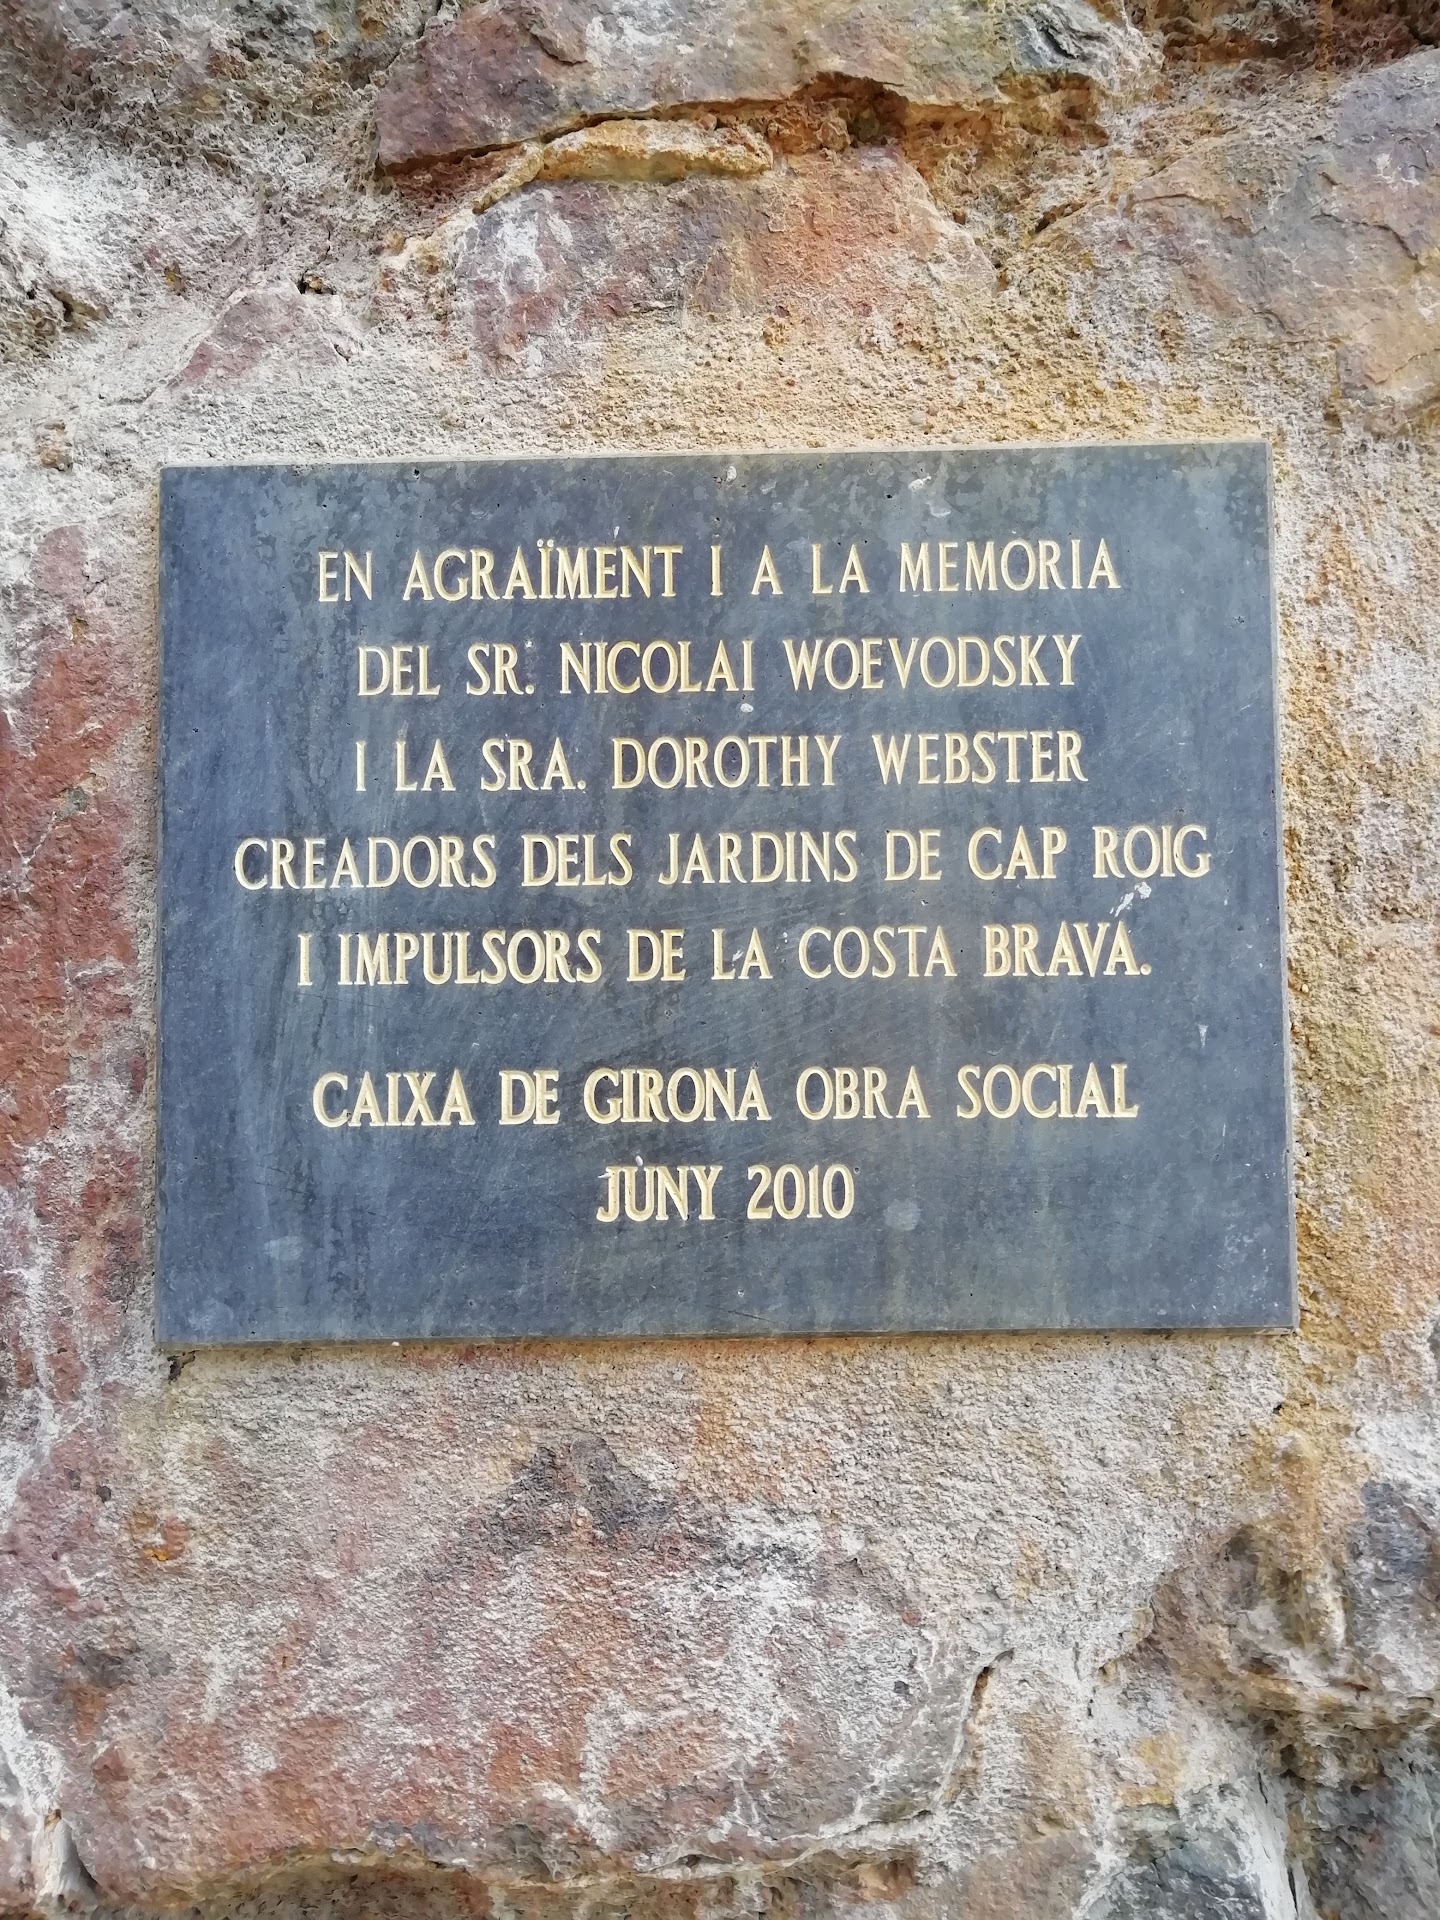 EN AGRAÏMENT I A LA MEMORIA
DEL SR. NICOLAI WOEVODSKY
I LA SRA. DOROTHY WEBSTER
CREADORS DELS JARDINS DE CAP ROIG
I IMPULSORS DE LA COSTA BRAVA.
CAIXA DE GIRONA OBRA SOCIAL
JUNY 2010